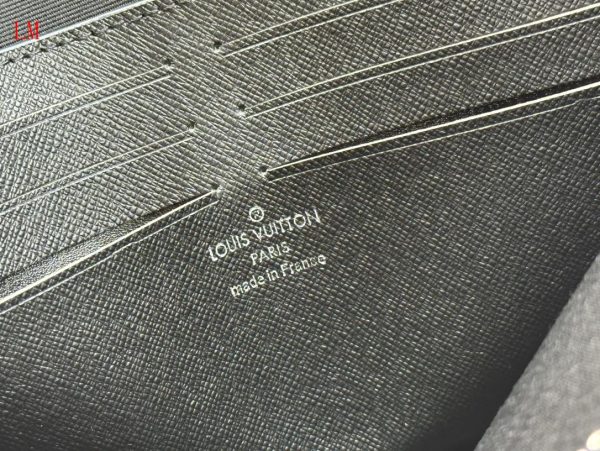 LM
®
LOUIS VUITTON
PARIS
made in France